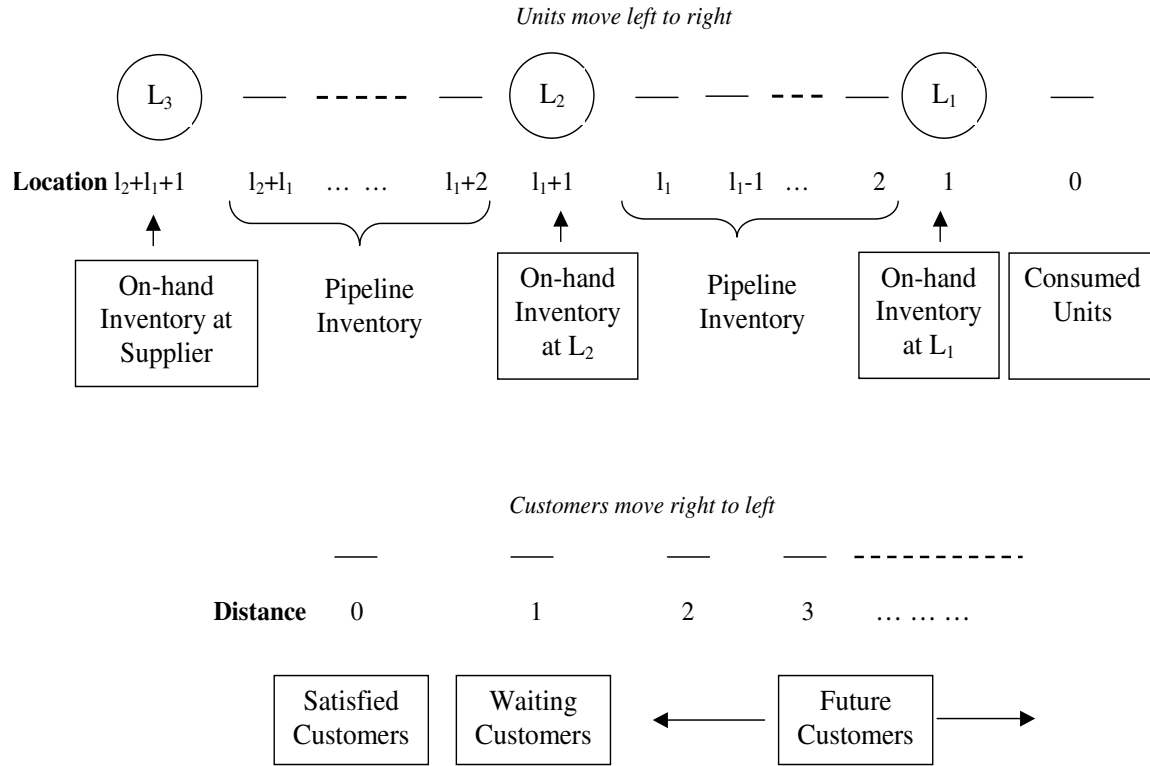 Units move left to right
L₃ L₂ L₁
Location l₂+l₁+1 l₂+l₁ … … l₁+2 l₁+1 l₁ l₁-1 … 2 1 0
On-hand
Inventory at
Supplier
Pipeline
Inventory
On-hand
Inventory
at L₂
Pipeline
Inventory
On-hand
Inventory
at L₁
Consumed
Units
Customers move right to left
Distance 0 1 2 3 … … …
Satisfied
Customers
Waiting
Customers
Future
Customers